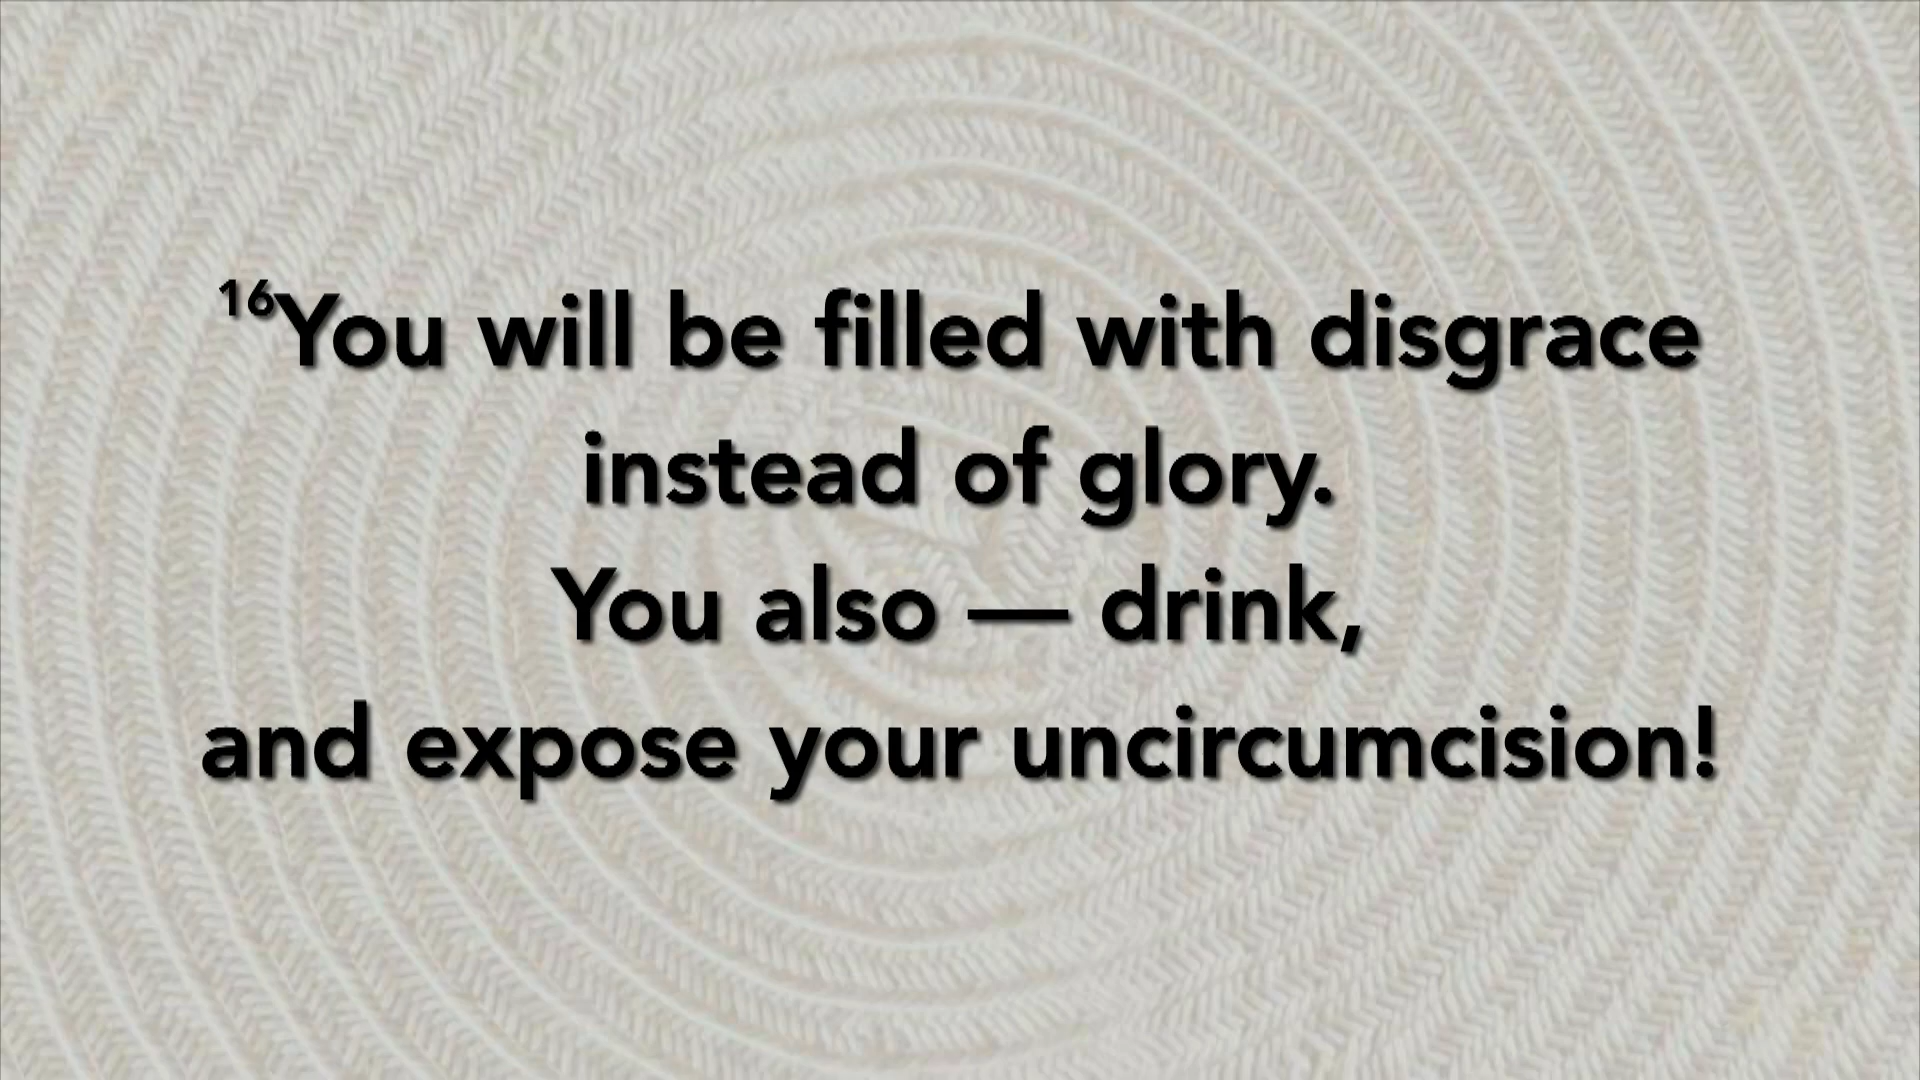 16You will be filled with disgrace
instead of glory.
You also — drink,
and expose your uncircumcision!